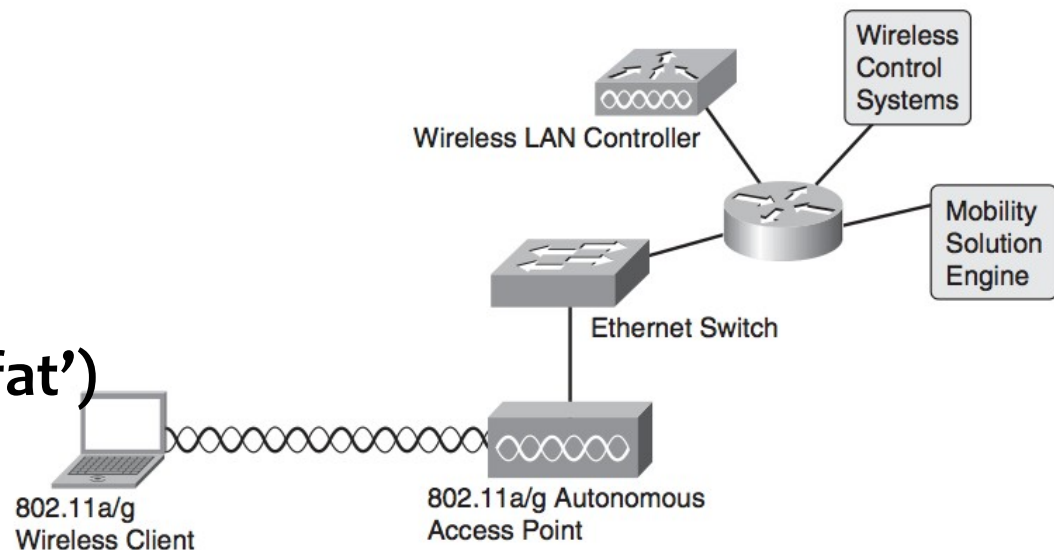 Wireless
Control
Systems
Wireless LAN Controller
Mobility
Solution
Engine
Ethernet Switch
fat’)
802.11a/g
Wireless Client
802.11a/g Autonomous
Access Point